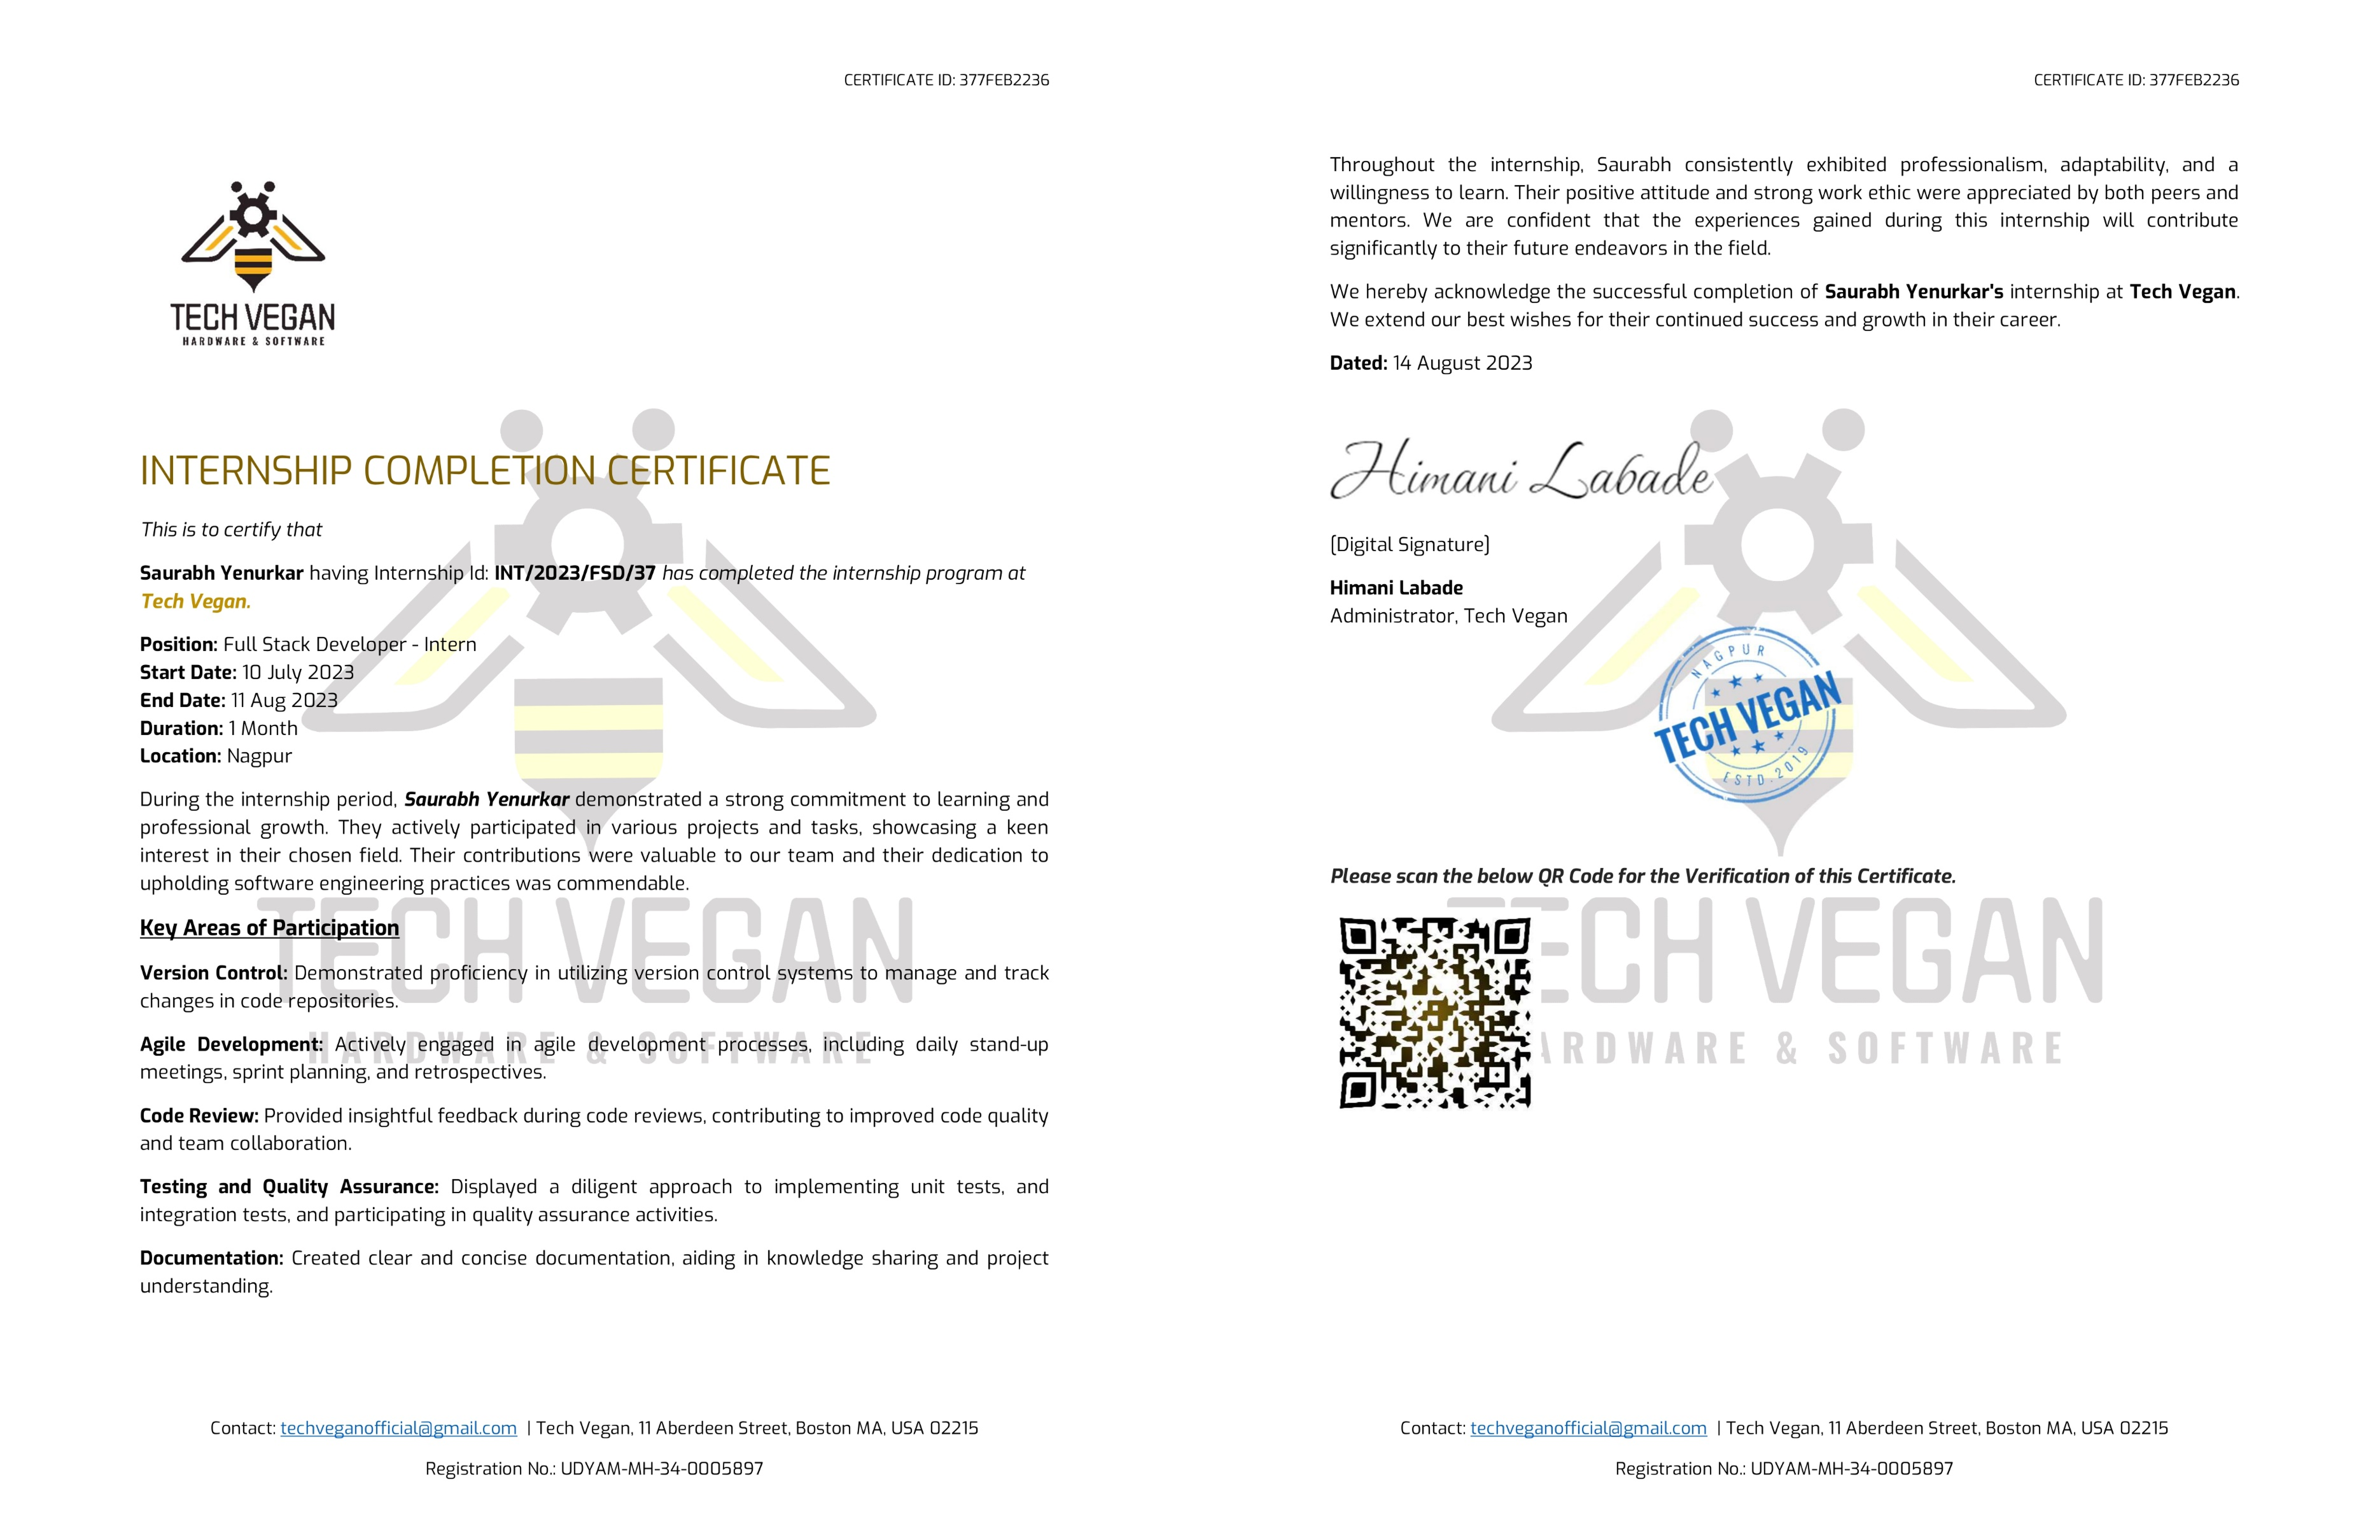 CERTIFICATE ID: 377FEB2236
TECH VEGAN
HARDWARE & SOFTWARE
INTERNSHIP COMPLETION CERTIFICATE
This is to certify that
Saurabh Yenurkar having Internship Id: INT/2023/FSD/37 has completed the internship program at
Tech Vegan.
Position: Full Stack Developer - Intern
Start Date: 10 July 2023
End Date: 11 Aug 2023
Duration: 1 Month
Location: Nagpur
During the internship period, Saurabh Yenurkar demonstrated a strong commitment to learning and
professional growth. They actively participated in various projects and tasks, showcasing a keen
interest in their chosen field. Their contributions were valuable to our team and their dedication to
upholding software engineering practices was commendable.
TECH VEGAN
Key Areas of Participation
Version Control: Demonstrated proficiency in utilizing version control systems to manage and track
changes in code repositories.
HARDWARE & SOFTWARE
Agile Development: Actively engaged in agile development processes, including daily stand-up
meetings, sprint planning, and retrospectives.
Code Review: Provided insightful feedback during code reviews, contributing to improved code quality
and team collaboration.
Testing and Quality Assurance: Displayed a diligent approach to implementing unit tests, and
integration tests, and participating in quality assurance activities.
Documentation: Created clear and concise documentation, aiding in knowledge sharing and project
understanding.
Contact: techveganofficial@gmail.com | Tech Vegan, 11 Aberdeen Street, Boston MA, USA 02215
Registration No.: UDYAM-MH-34-0005897
CERTIFICATE ID: 377FEB2236
Throughout the internship, Saurabh consistently exhibited professionalism, adaptability, and a
willingness to learn. Their positive attitude and strong work ethic were appreciated by both peers and
mentors. We are confident that the experiences gained during this internship will contribute
significantly to their future endeavors in the field.
We hereby acknowledge the successful completion of Saurabh Yenurkar's internship at Tech Vegan.
We extend our best wishes for their continued success and growth in their career.
Dated: 14 August 2023
Himani Labade
[Digital Signature]
Himani Labade
Administrator, Tech Vegan
NAGPUR
TECH VEGAN
ESTD.2019
Please scan the below QR Code for the Verification of this Certificate.
TECH VEGAN
HARDWARE & SOFTWARE
Contact: techveganofficial@gmail.com | Tech Vegan, 11 Aberdeen Street, Boston MA, USA 02215
Registration No.: UDYAM-MH-34-0005897